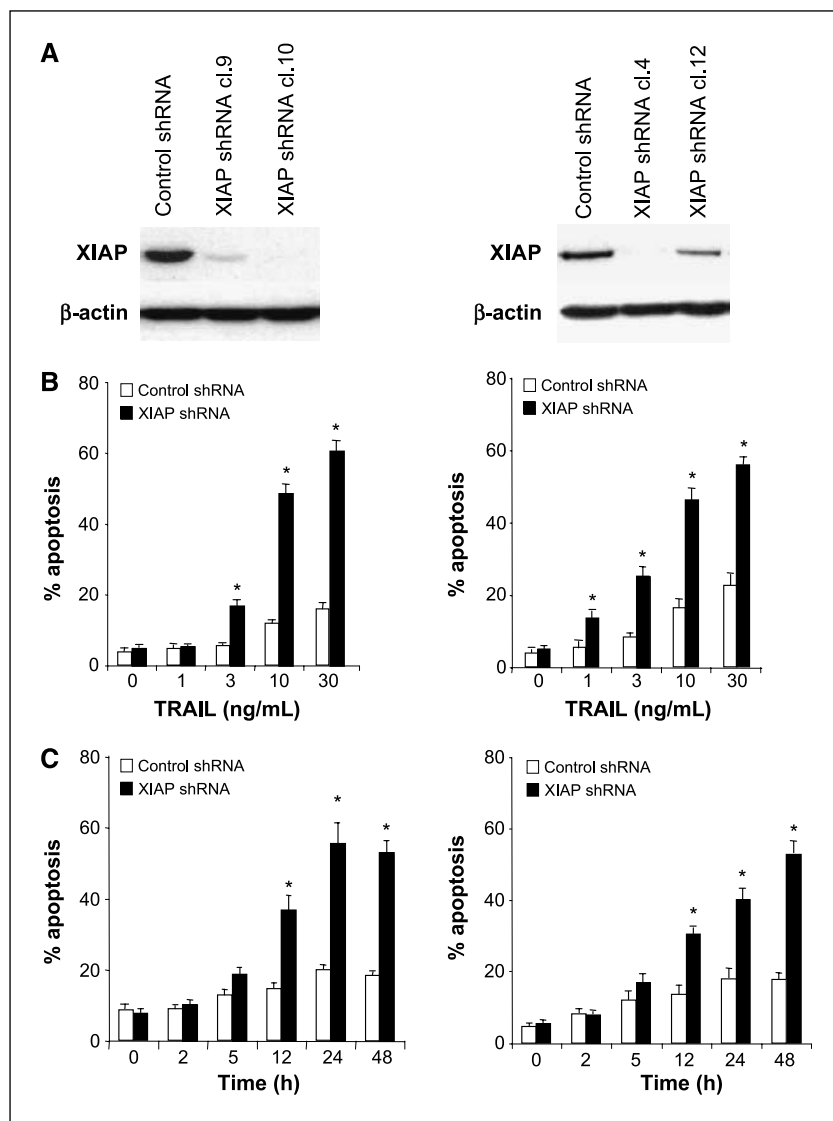 A
Control shRNA
XIAP shRNA cl.9
XIAP shRNA cl.10
XIAP
β-actin
Control shRNA
XIAP shRNA cl.4
XIAP shRNA cl.12
XIAP
β-actin
B
Control shRNA
XIAP shRNA
% apoptosis
80
60
40
20
0
* * *
0 1 3 10 30
TRAIL (ng/mL)
Control shRNA
XIAP shRNA
% apoptosis
80
60
40
20
0
* * * *
0 1 3 10 30
TRAIL (ng/mL)
C
Control shRNA
XIAP shRNA
% apoptosis
80
60
40
20
0
* * *
0 2 5 12 24 48
Time (h)
Control shRNA
XIAP shRNA
% apoptosis
80
60
40
20
0
* * *
0 2 5 12 24 48
Time (h)